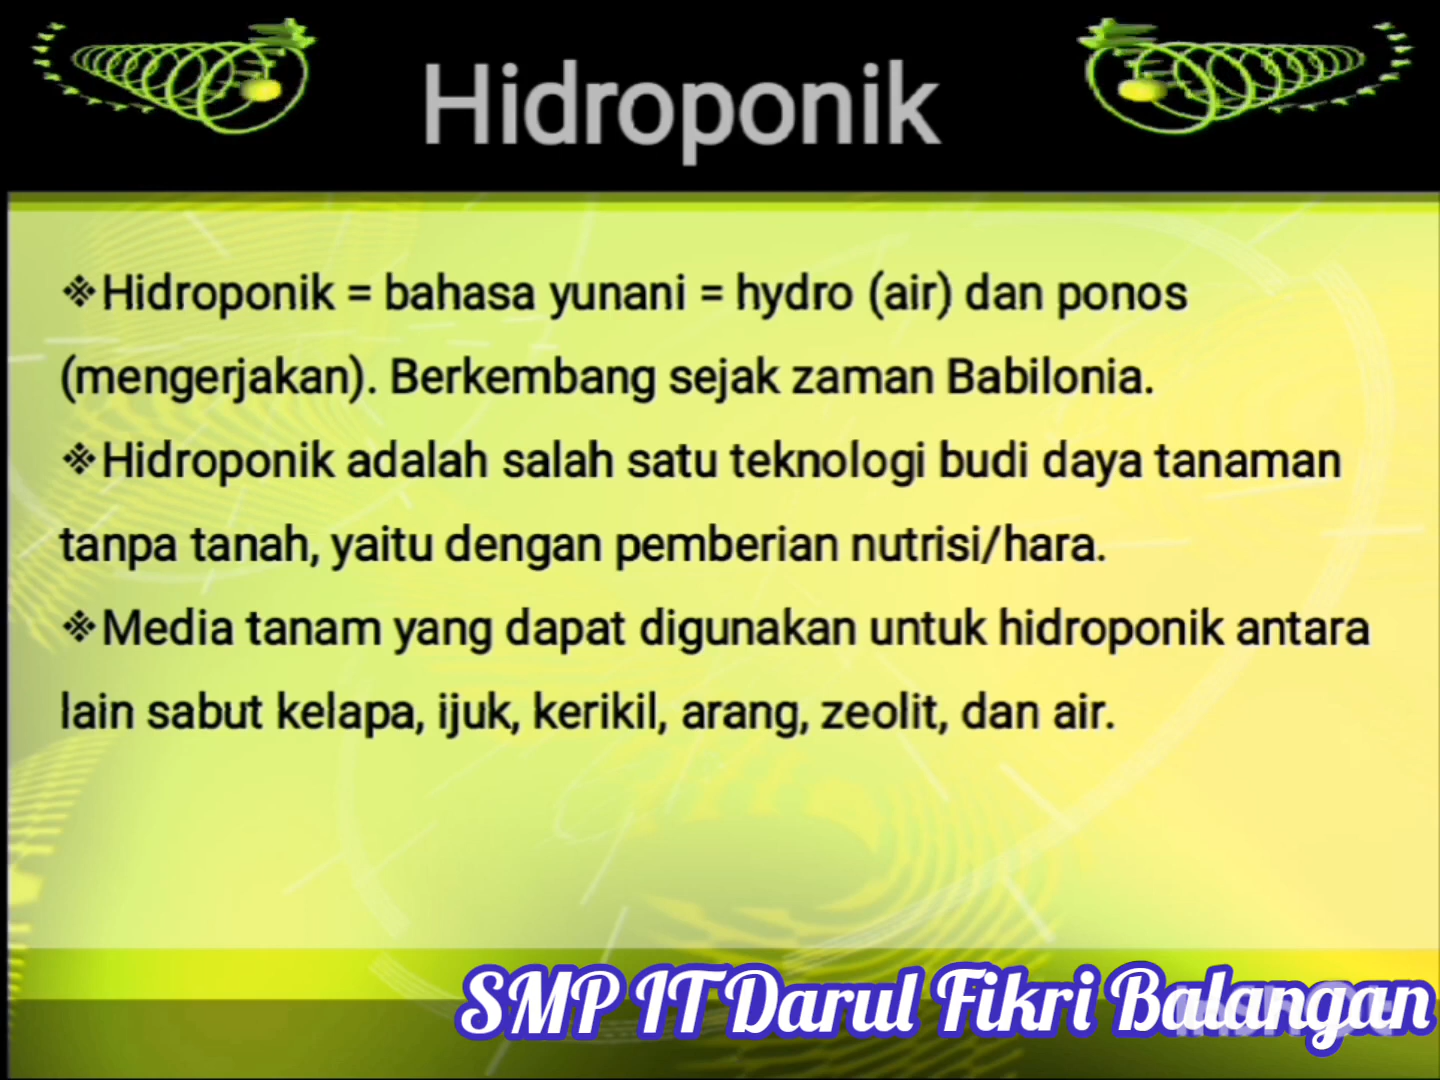 Hidroponik
❖Hidroponik = bahasa yunani = hydro (air) dan ponos
(mengerjakan). Berkembang sejak zaman Babilonia.
❖Hidroponik adalah salah satu teknologi budi daya tanaman
tanpa tanah, yaitu dengan pemberian nutrisi/hara.
❖Media tanam yang dapat digunakan untuk hidroponik antara
lain sabut kelapa, ijuk, kerikil, arang, zeolit, dan air.
SMP IT Darul Fikri Balangan